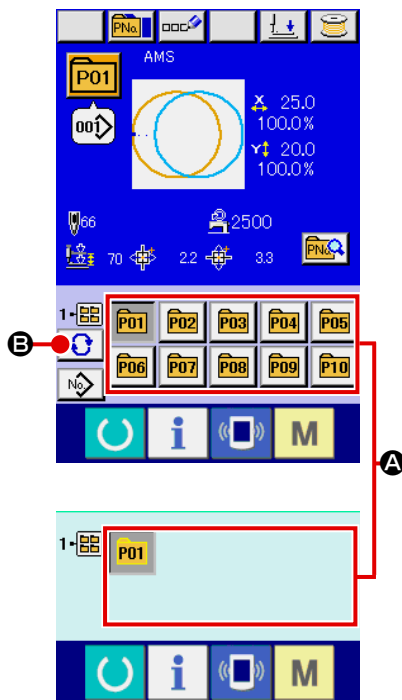 PNo.
AMS
P01
001
X 25.0
100.0%
Y 20.0
100.0%
66
2500
70 2.2 3.3
PNo.
1-
P01 P02 P03 P04 P05
B
P06 P07 P08 P09 P10
No.
i M
A
1-
P01
i M